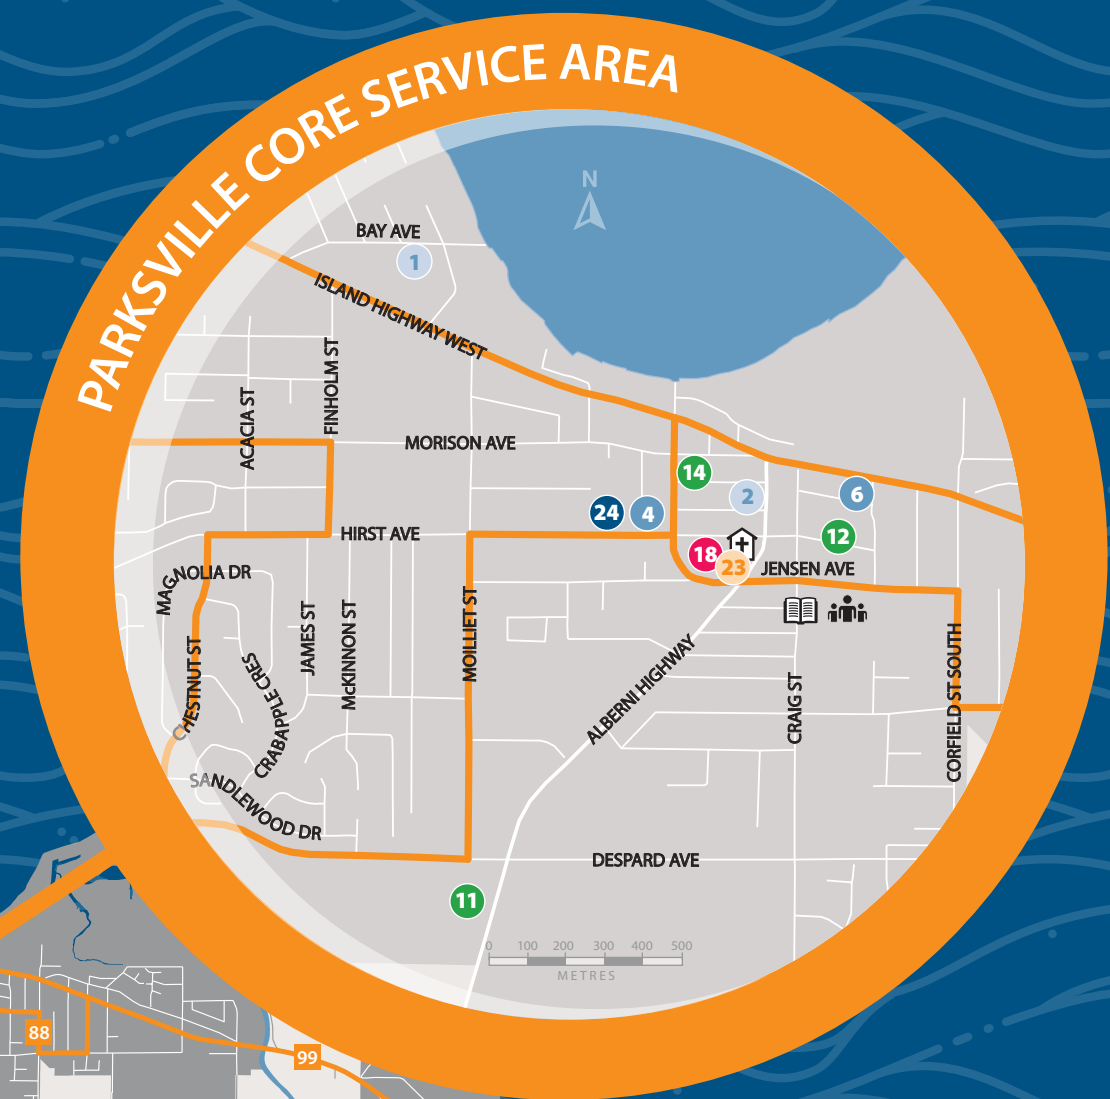 PARKSVILLE CORE SERVICE AREA
N
BAY AVE
1
ISLAND HIGHWAY WEST
FINHOLM ST
ACACIA ST
MORISON AVE
14
2
6
24
4
12
HIRST AVE
18
23
JENSEN AVE
MAGNOLIA DR
JAMES ST
McKINNON ST
MOILLIET ST
CHESTNUT ST
CRABAPPLE CRES
ALBERNI HIGHWAY
CRAIG ST
CORFIELD ST SOUTH
SANDLEWOOD DR
DESPARD AVE
11
0 100 200 300 400 500
METRES
88
99